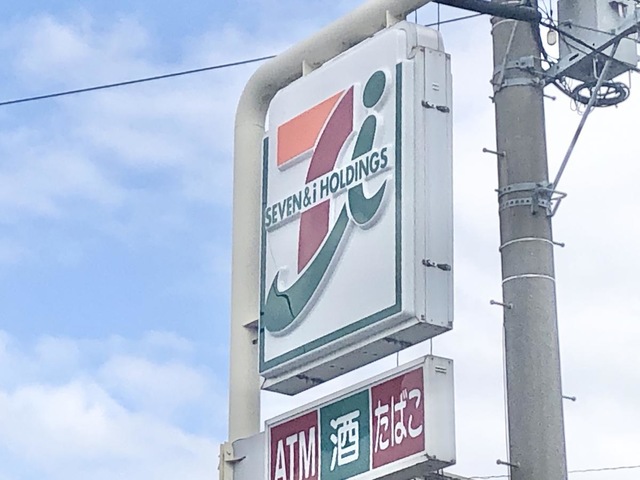 SEVEN&i HOLDINGS
ATM 酒 たばこ